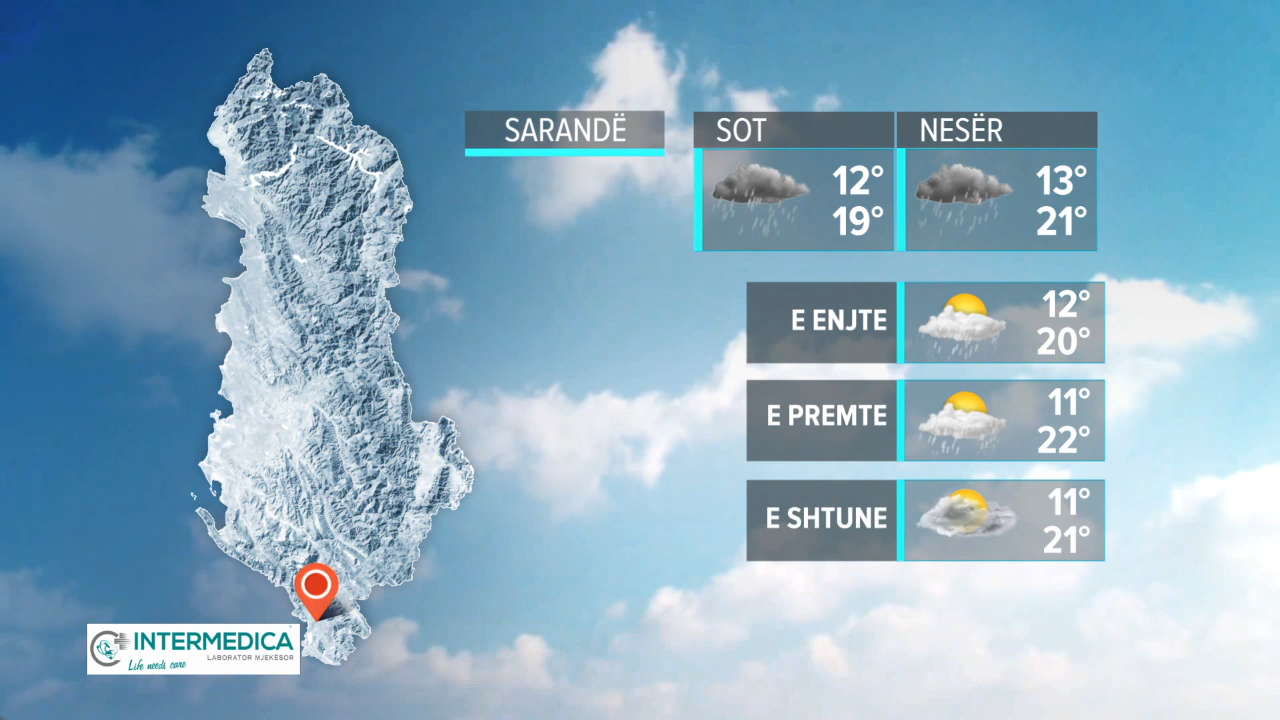 SARANDË
SOT
NESËR
12°
19°
13°
21°
E ENJTE
12°
20°
E PREMTE
11°
22°
E SHTUNE
11°
21°
INTERMEDICA
LABORATOR MJEKESOR
Life needs care